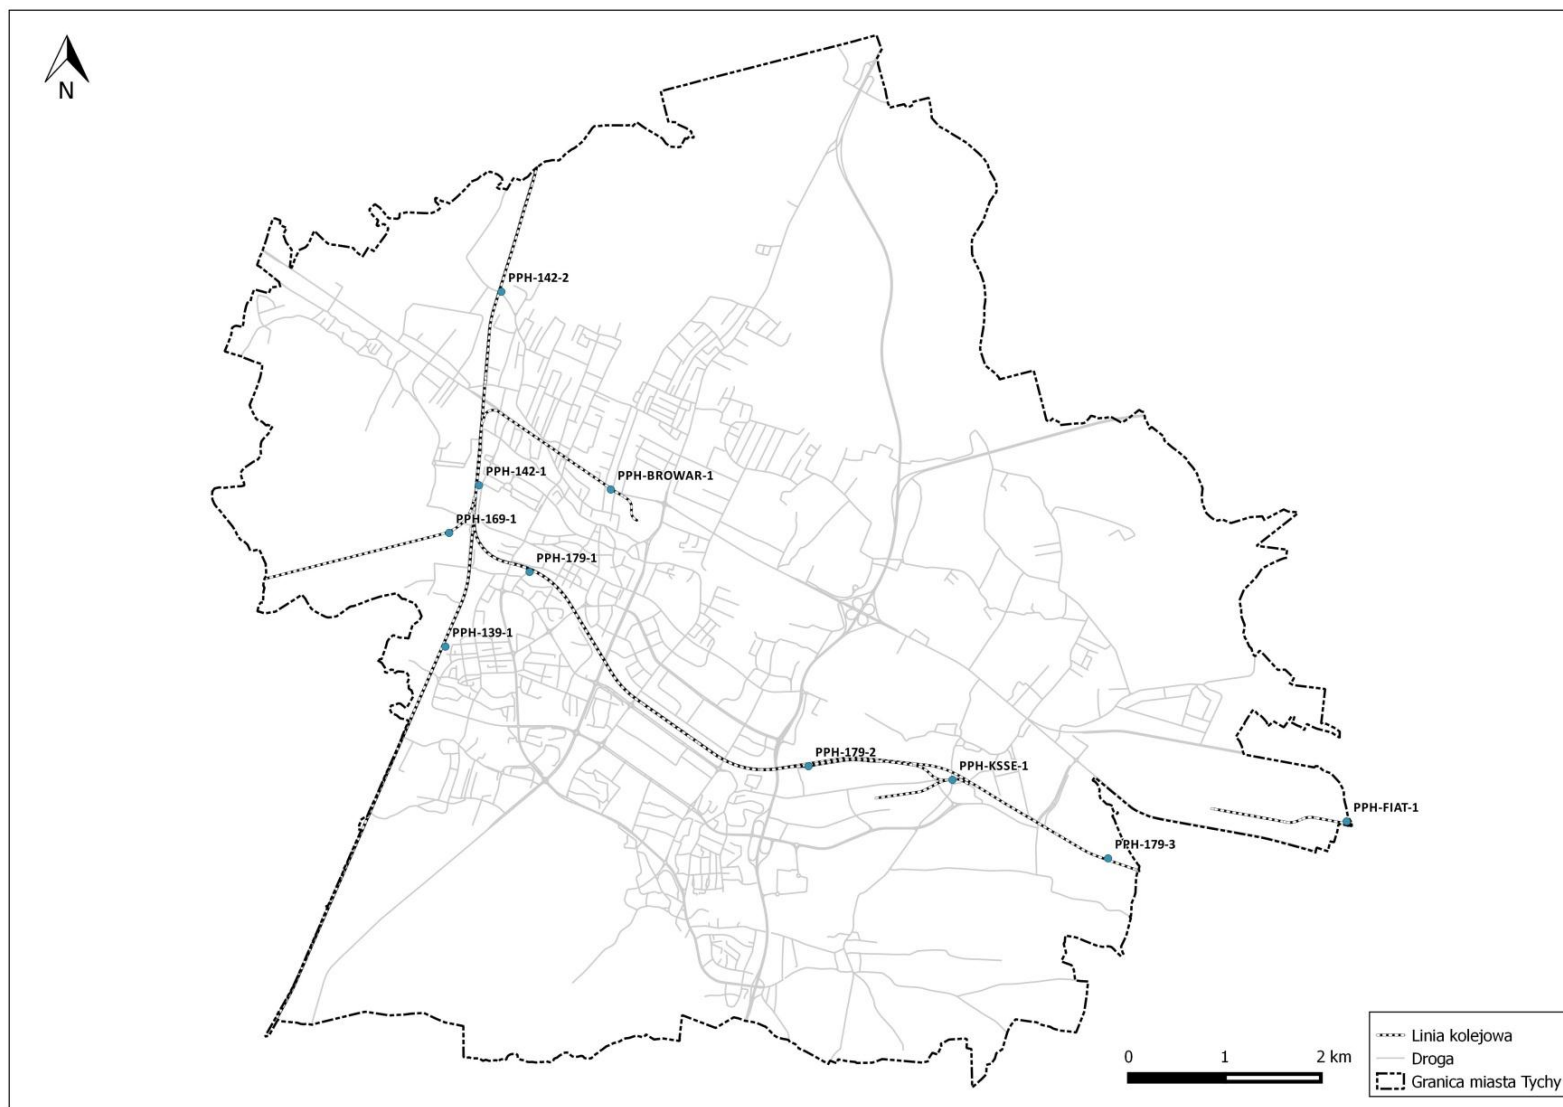 N
PPH-142-2
PPH-142-1
PPH-BROWAR-1
PPH-169-1
PPH-179-1
PPH-139-1
PPH-179-2
PPH-KSSE-1
PPH-FIAT-1
PPH-179-3
0 1 2 km
Linia kolejowa
Droga
Granica miasta Tychy